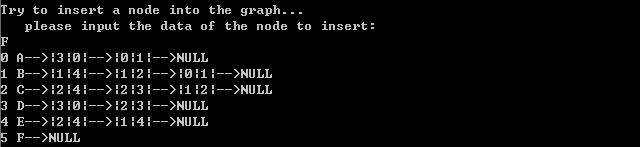 Try to insert a node into the graph...
   please input the data of the node to insert:
F
0 A-->|3|0|-->|0|1|-->NULL
1 B-->|1|4|-->|1|2|-->|0|1|-->NULL
2 C-->|2|4|-->|2|3|-->|1|2|-->NULL
3 D-->|3|0|-->|2|3|-->NULL
4 E-->|2|4|-->|1|4|-->NULL
5 F-->NULL